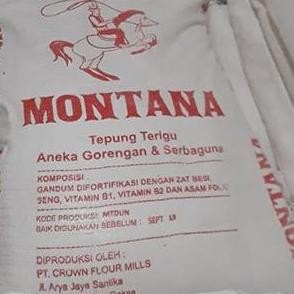 MONTANA
Tepung Terigu
Aneka Gorengan & Serbaguna
KOMPOSISI :
GANDUM DIFORTIFIKASI DENGAN ZAT BESI,
SENG, VITAMIN B1, VITAMIN B2 DAN ASAM FOLAT
KODE PRODUKSI: MTDUN
BAIK DIGUNAKAN SEBELUM : SEPT 19
DIPRODUKSI OLEH :
PT. CROWN FLOUR MILLS
Jl. Arya Jaya Santika